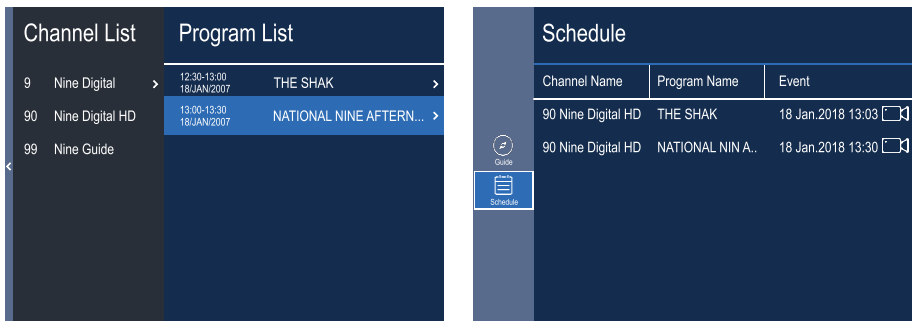 Channel List
Program List
9 Nine Digital
12:30-13:00
18/JAN/2007
THE SHAK
90 Nine Digital HD
13:00-13:30
18/JAN/2007
NATIONAL NINE AFTERN...
99 Nine Guide
Schedule
Channel Name Program Name Event
90 Nine Digital HD THE SHAK 18 Jan.2018 13:03
90 Nine Digital HD NATIONAL NIN A.. 18 Jan.2018 13:30
Guide
Schedule